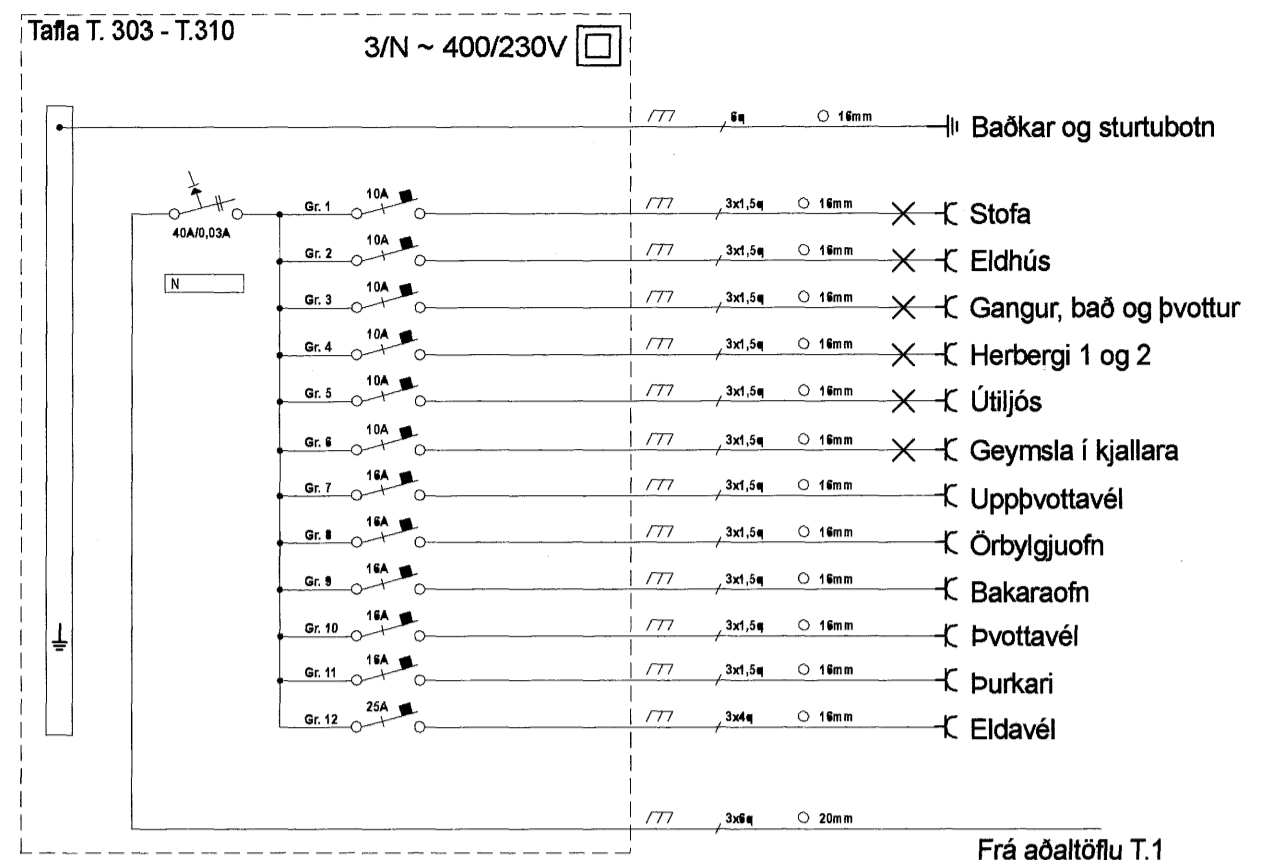 Tafla T. 303 - T.310
3/N ~ 400/230V
6q 16mm Baðkar og sturtubotn
40A/0,03A
N
Gr. 1 10A 3x1,5q 16mm Stofa
Gr. 2 10A 3x1,5q 16mm Eldhús
Gr. 3 10A 3x1,5q 16mm Gangur, bað og þvottur
Gr. 4 10A 3x1,5q 16mm Herbergi 1 og 2
Gr. 5 10A 3x1,5q 16mm Útiljós
Gr. 6 10A 3x1,5q 16mm Geymsla í kjallara
Gr. 7 16A 3x1,5q 16mm Uppþvottavél
Gr. 8 16A 3x1,5q 16mm Örbylgjuofn
Gr. 9 16A 3x1,5q 16mm Bakaraofn
Gr. 10 16A 3x1,5q 16mm Þvottavél
Gr. 11 16A 3x1,5q 16mm Þurkari
Gr. 12 25A 3x4q 16mm Eldavél
3x6q 20mm
Frá aðaltöflu T.1